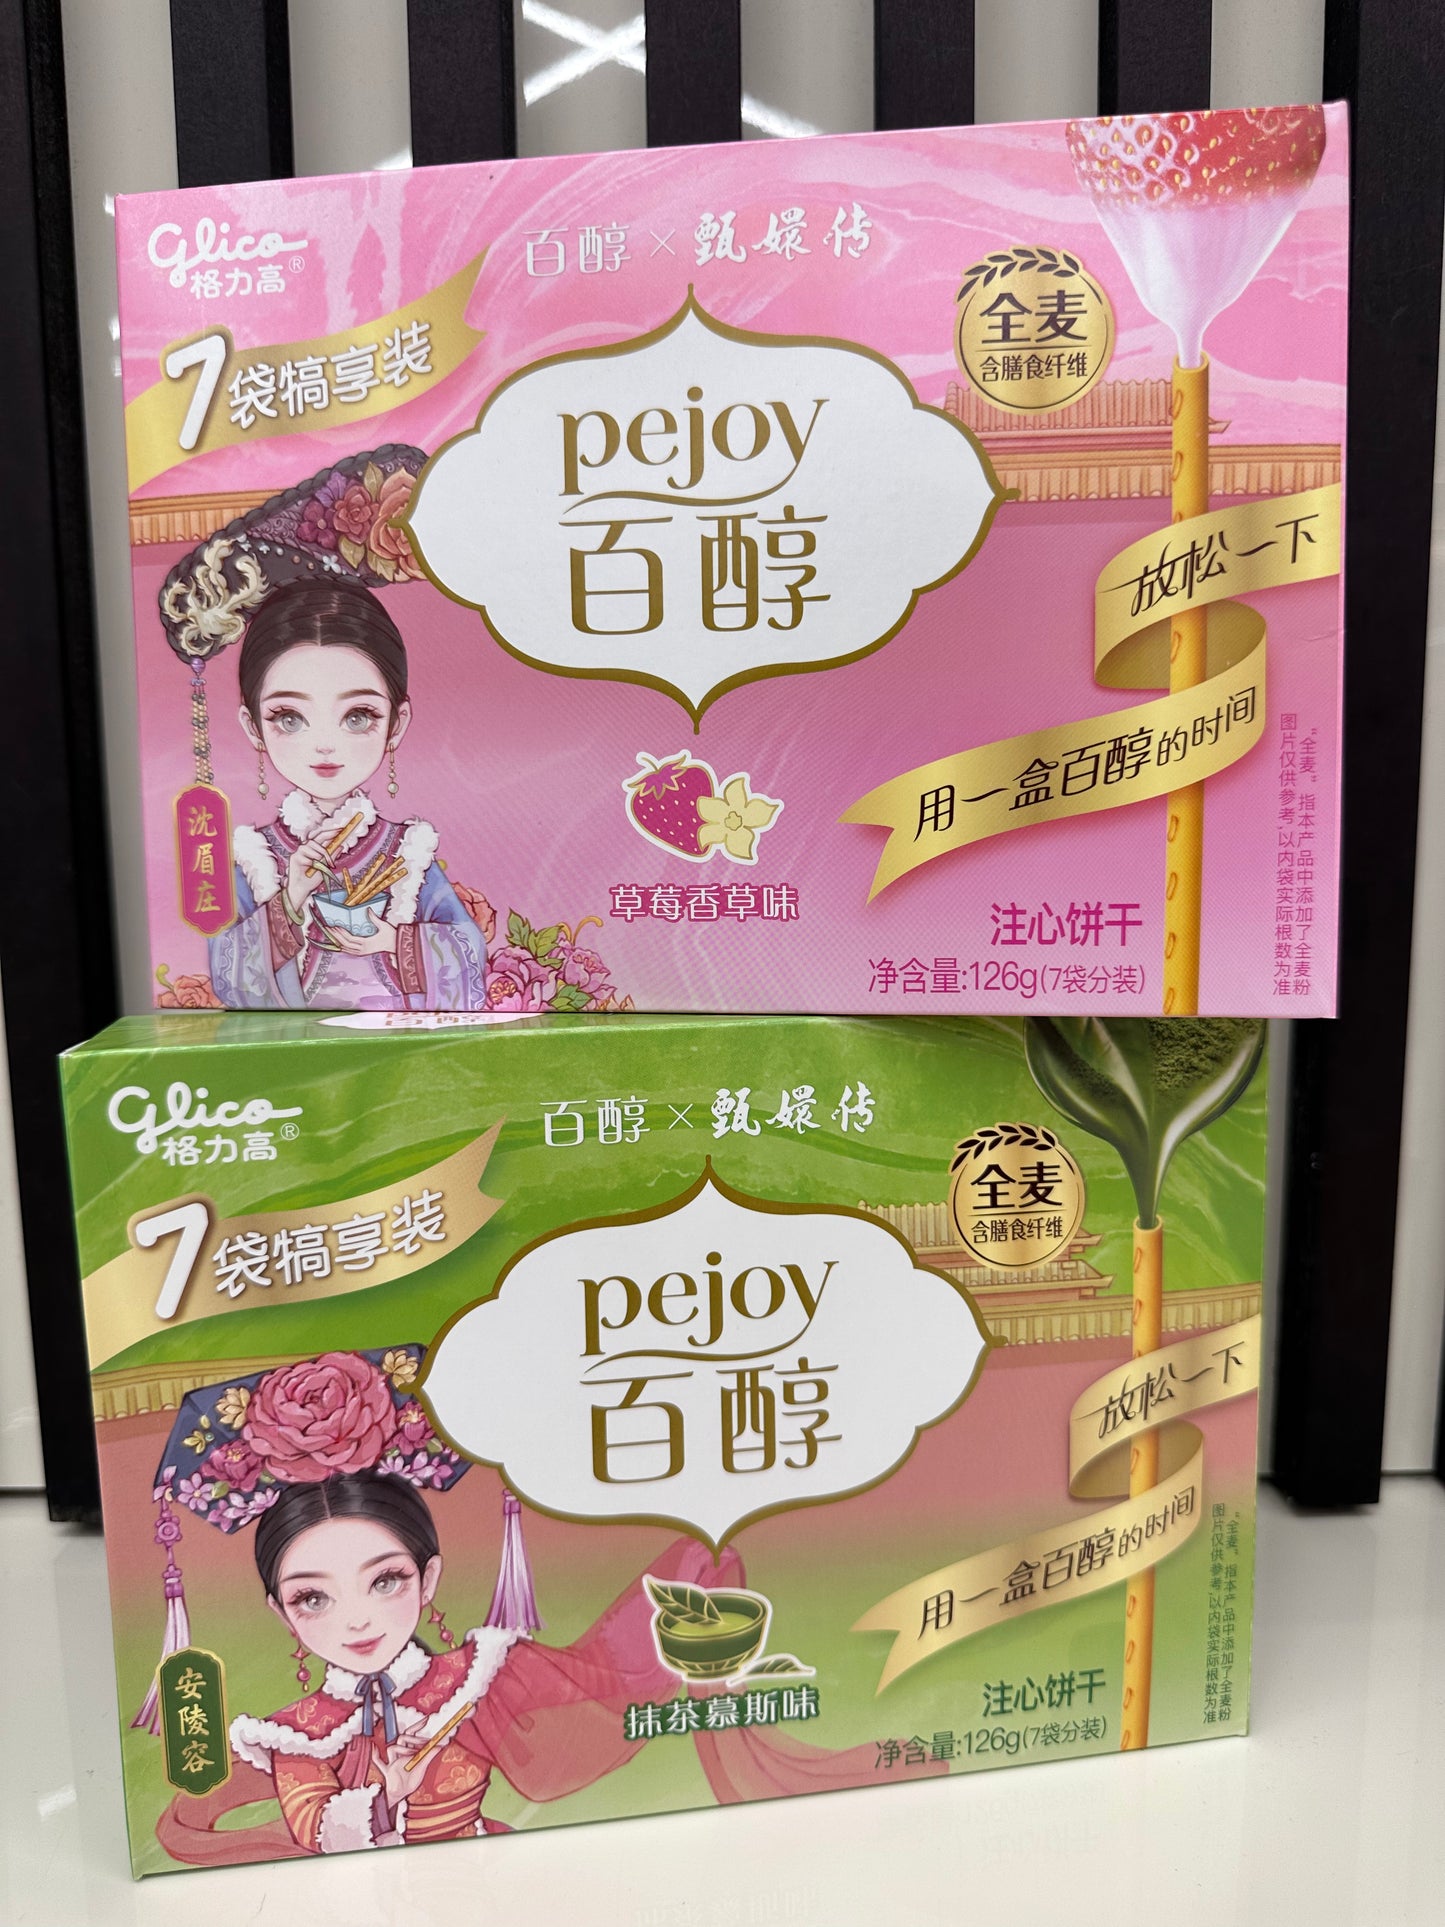 Glico
格力高®
百醇×甄嬛传
7袋犒享装
全麦
含膳食纤维
pejoy
百醇
放松一下
用一盒百醇的时间
沈眉庄
草莓香草味
注心饼干
净含量:126g(7袋分装)
“全麦”指本产品中添加了全麦粉
图片仅供参考,以内袋实际根数为准
Glico
格力高®
百醇×甄嬛传
7袋犒享装
全麦
含膳食纤维
pejoy
百醇
放松一下
用一盒百醇的时间
安陵容
抹茶慕斯味
注心饼干
净含量:126g(7袋分装)
“全麦”指本产品中添加了全麦粉
图片仅供参考,以内袋实际根数为准